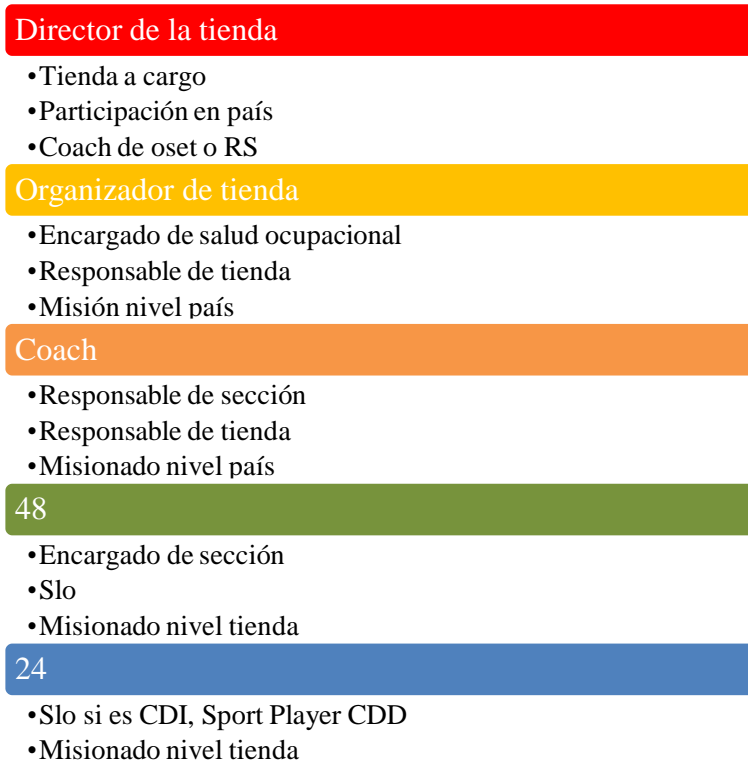 Director de la tienda
•Tienda a cargo
•Participación en país
•Coach de oset o RS
Organizador de tienda
•Encargado de salud ocupacional
•Responsable de tienda
•Misión nivel país
Coach
•Responsable de sección
•Responsable de tienda
•Misionado nivel país
48
•Encargado de sección
•Slo
•Misionado nivel tienda
24
•Slo si es CDI, Sport Player CDD
•Misionado nivel tienda